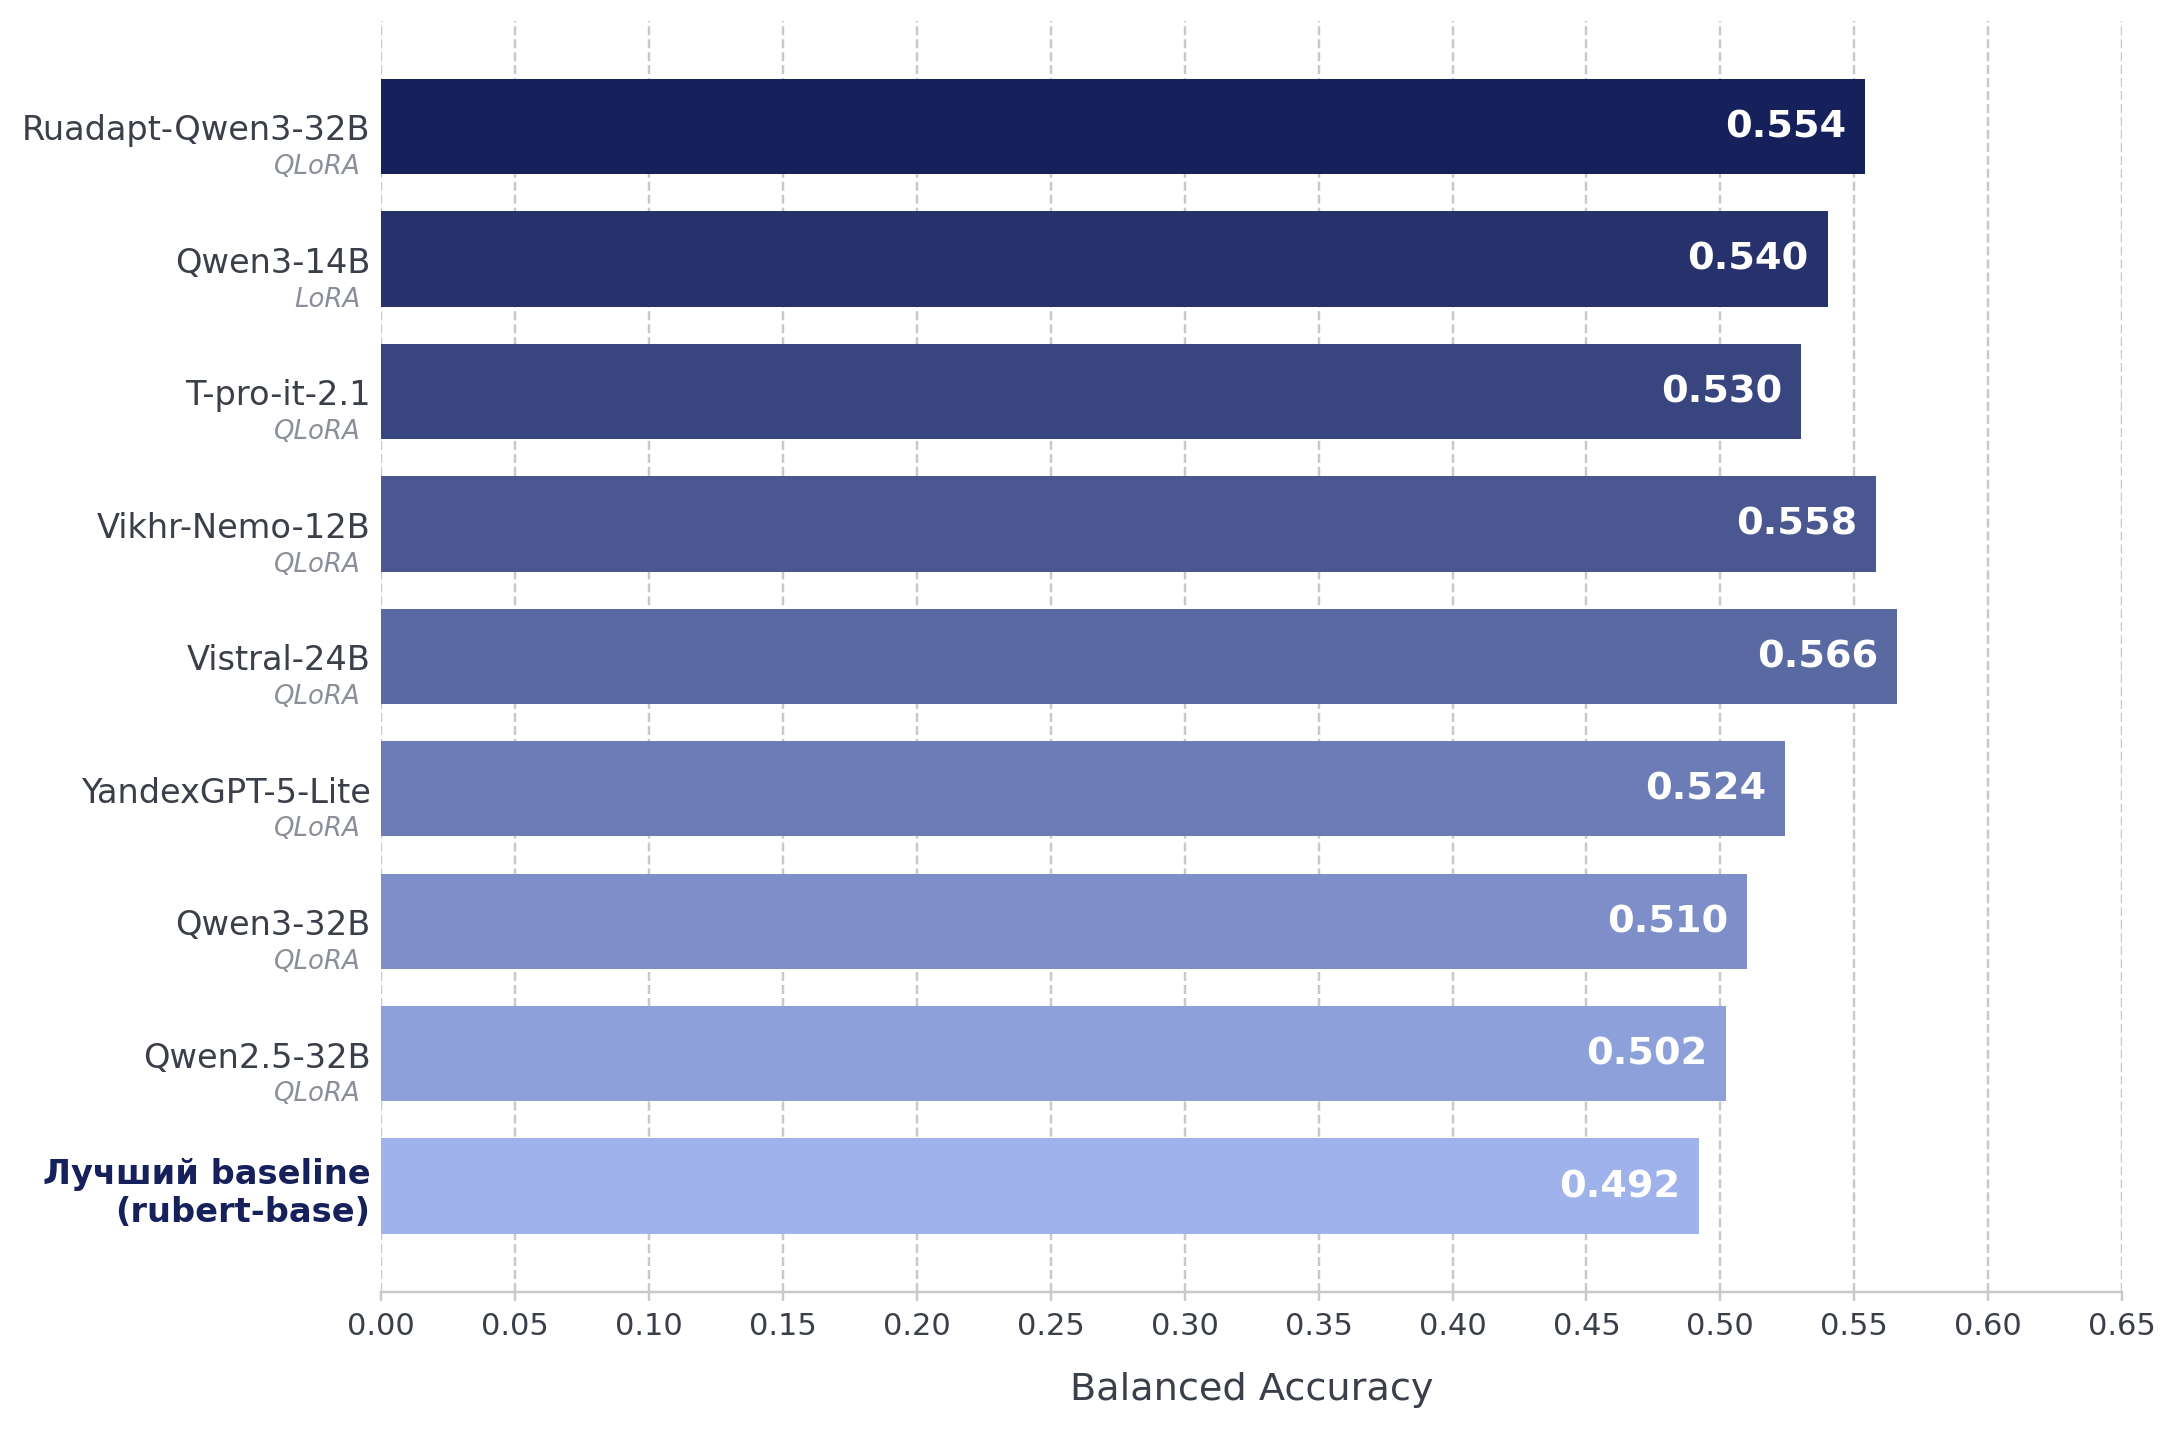 Ruadapt-Qwen3-32B
QLoRA
0.554
Qwen3-14B
LoRA
0.540
T-pro-it-2.1
QLoRA
0.530
Vikhr-Nemo-12B
QLoRA
0.558
Vistral-24B
QLoRA
0.566
YandexGPT-5-Lite
QLoRA
0.524
Qwen3-32B
QLoRA
0.510
Qwen2.5-32B
QLoRA
0.502
Лучший baseline
(rubert-base)
0.492
0.00 0.05 0.10 0.15 0.20 0.25 0.30 0.35 0.40 0.45 0.50 0.55 0.60 0.65
Balanced Accuracy